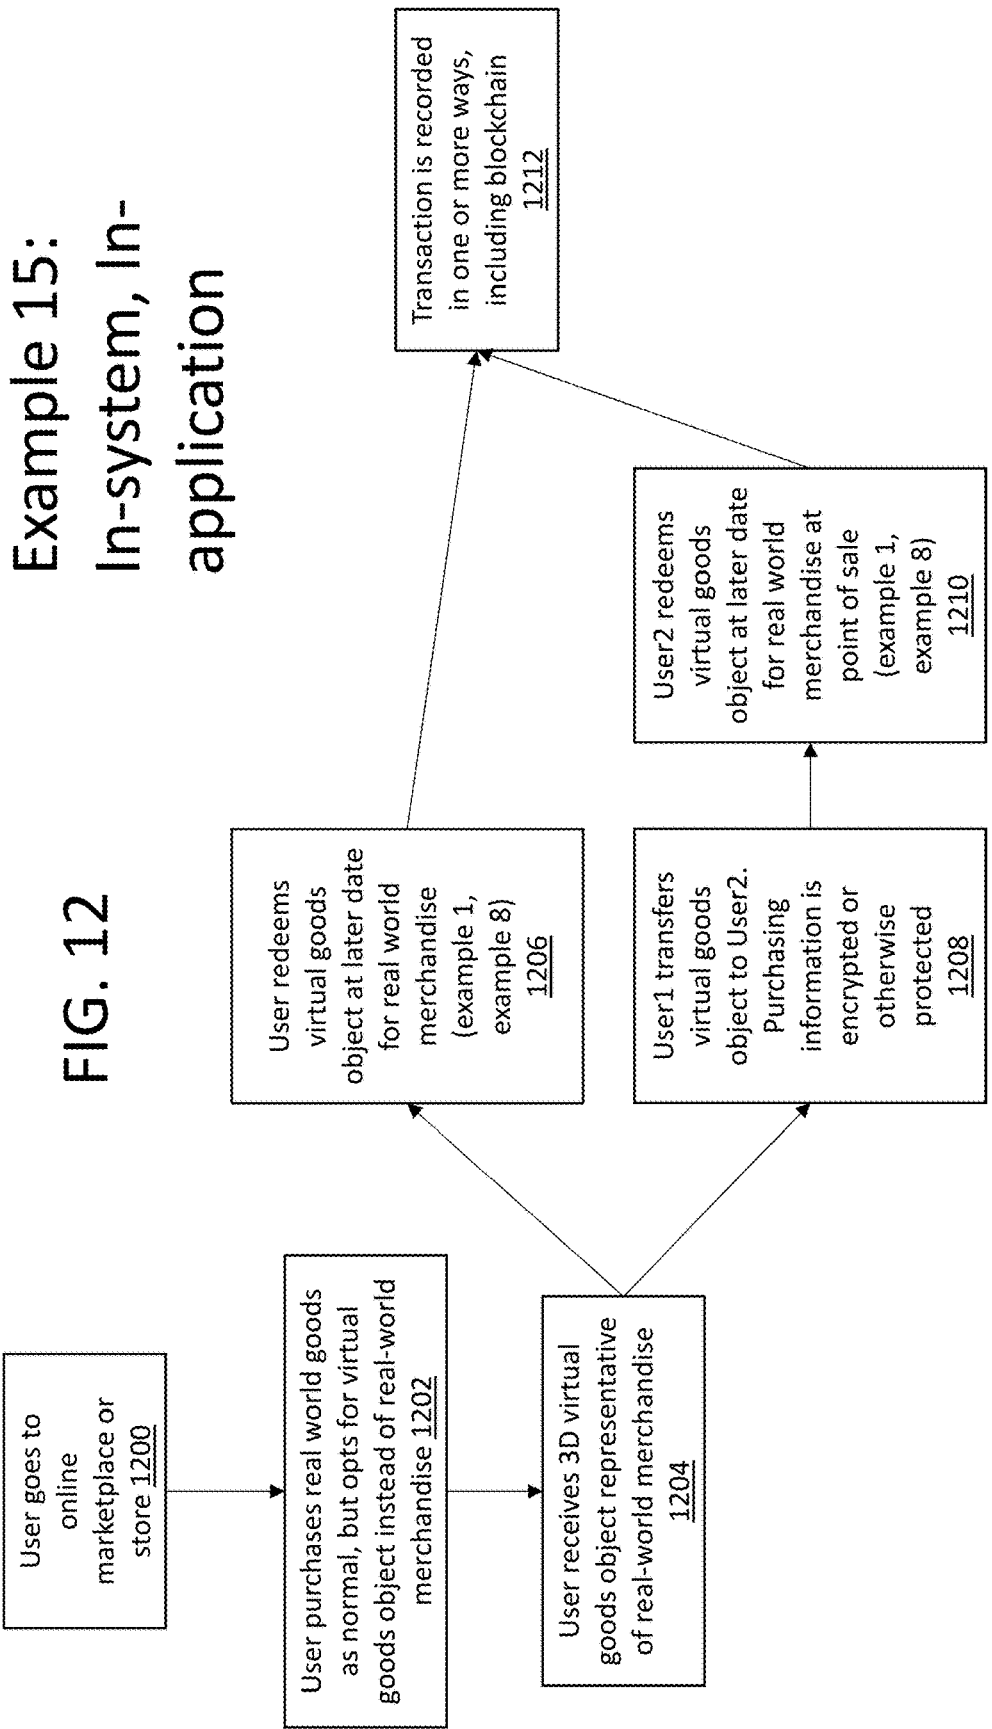 FIG. 12
Example 15:
In-system, In-
application
User goes to
online
marketplace or
store 1200
User purchases real world goods
as normal, but opts for virtual
goods object instead of real-world
merchandise 1202
User receives 3D virtual
goods object representative
of real-world merchandise
1204
User redeems
virtual goods
object at later date
for real world
merchandise
(example 1,
example 8)
1206
User1 transfers
virtual goods
object to User2.
Purchasing
information is
encrypted or
otherwise
protected
1208
User2 redeems
virtual goods
object at later date
for real world
merchandise at
point of sale
(example 1,
example 8)
1210
Transaction is recorded
in one or more ways,
including blockchain
1212